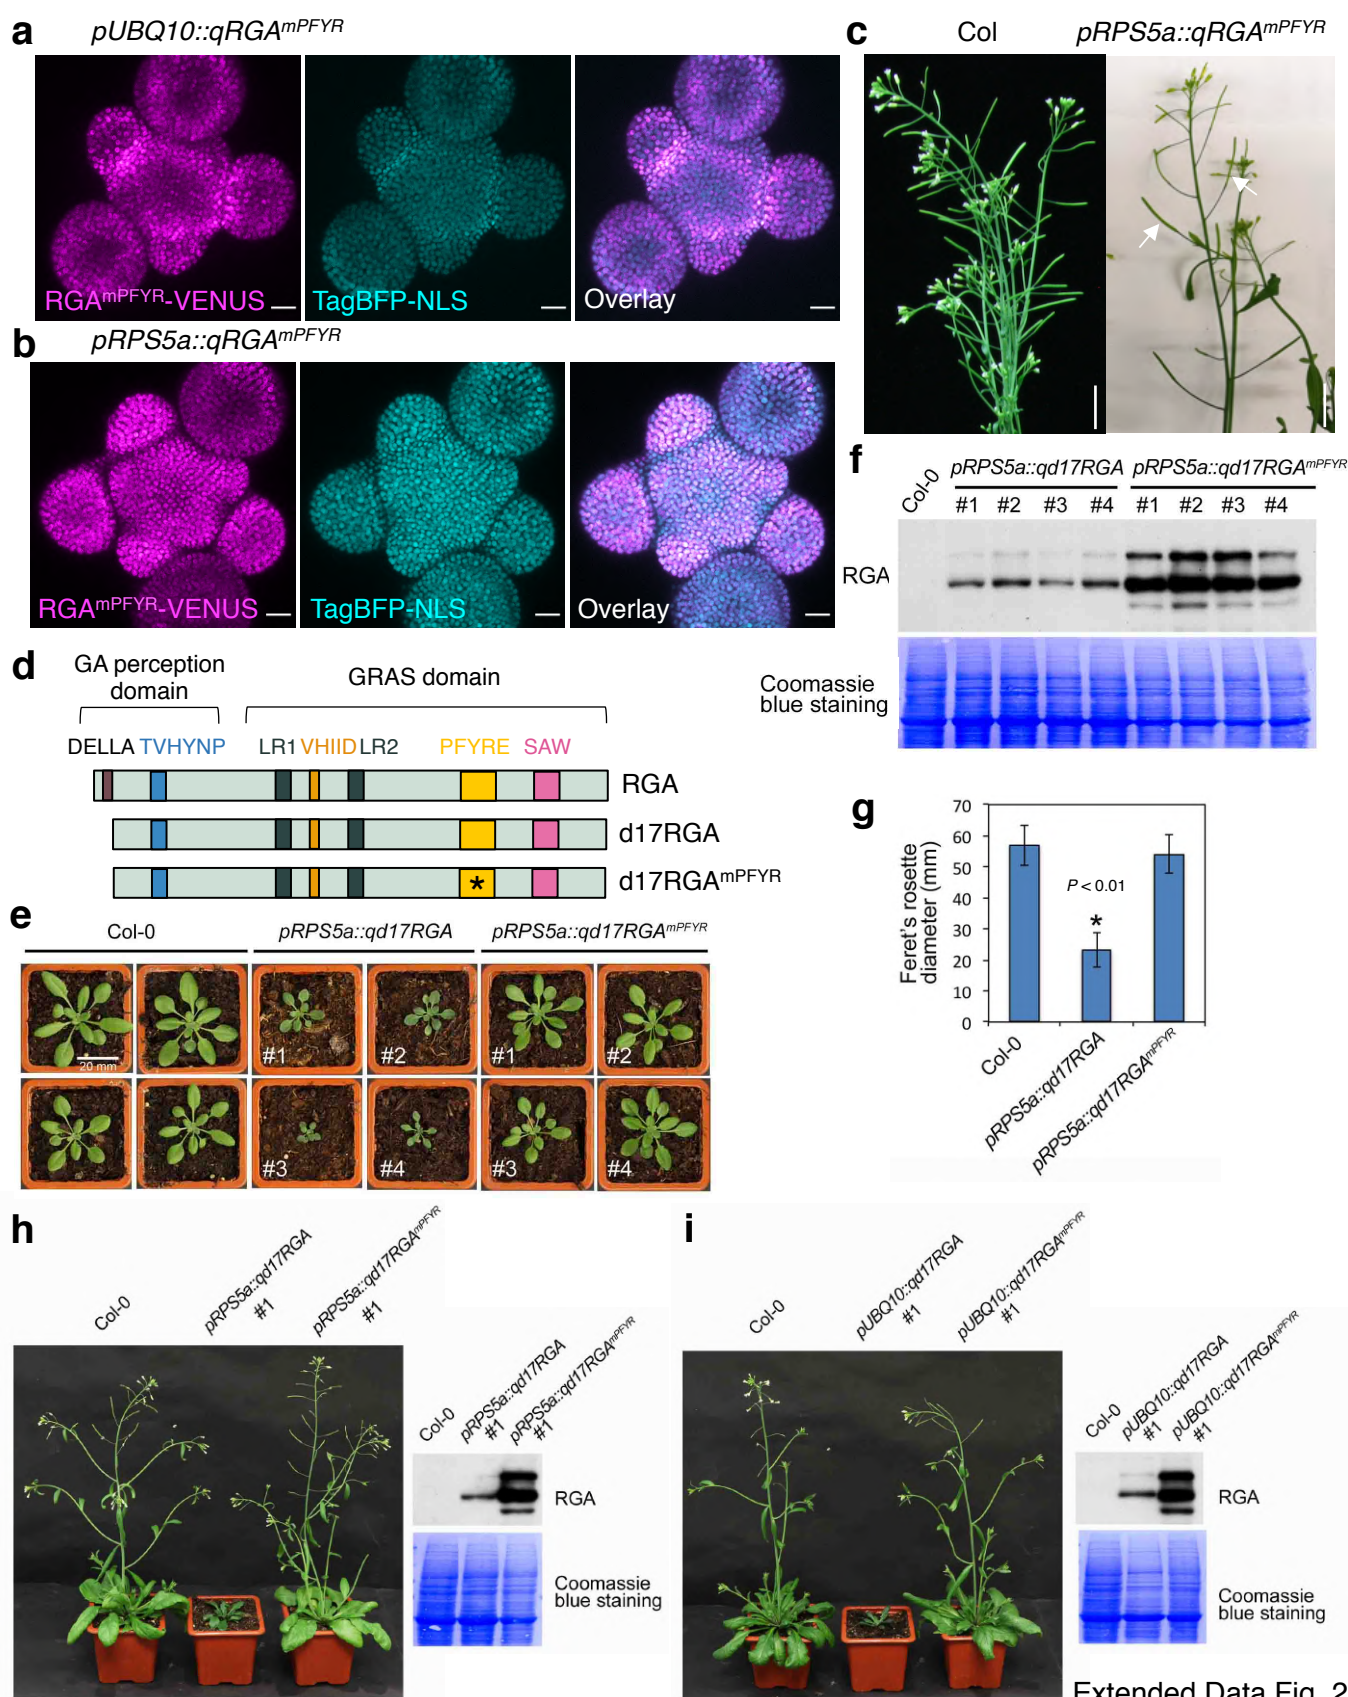 a pUBQ10::qRGAmPFYR
RGAmPFYR-VENUS
TagBFP-NLS
Overlay
b pRPS5a::qRGAmPFYR
RGAmPFYR-VENUS
TagBFP-NLS
Overlay
c Col pRPS5a::qRGAmPFYR
d GA perception
domain
GRAS domain
DELLA TVHYNP LR1 VHIID LR2 PFYRE SAW
RGA
d17RGA
*
d17RGAmPFYR
e Col-0 pRPS5a::qd17RGA pRPS5a::qd17RGAmPFYR
20 mm
#1 #2 #1 #2
#3 #4 #3 #4
f Col-0 pRPS5a::qd17RGA pRPS5a::qd17RGAmPFYR
#1 #2 #3 #4 #1 #2 #3 #4
RGA
Coomassie
blue staining
g Feret's rosette
diameter (mm)
70
60
50
40
30
20
10
0
P < 0.01
*
Col-0
pRPS5a::qd17RGA
pRPS5a::qd17RGAmPFYR
h
Col-0
pRPS5a::qd17RGA
#1
pRPS5a::qd17RGAmPFYR
#1
Col-0
pRPS5a::qd17RGA
#1
pRPS5a::qd17RGAmPFYR
#1
RGA
Coomassie
blue staining
i
Col-0
pUBQ10::qd17RGA
#1
pUBQ10::qd17RGAmPFYR
#1
Col-0
pUBQ10::qd17RGA
#1
pUBQ10::qd17RGAmPFYR
#1
RGA
Coomassie
blue staining
Extended Data Fig. 2